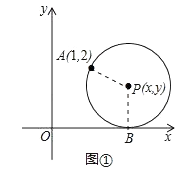 y
A(1,2)
P(x,y)
O
B
x
图①